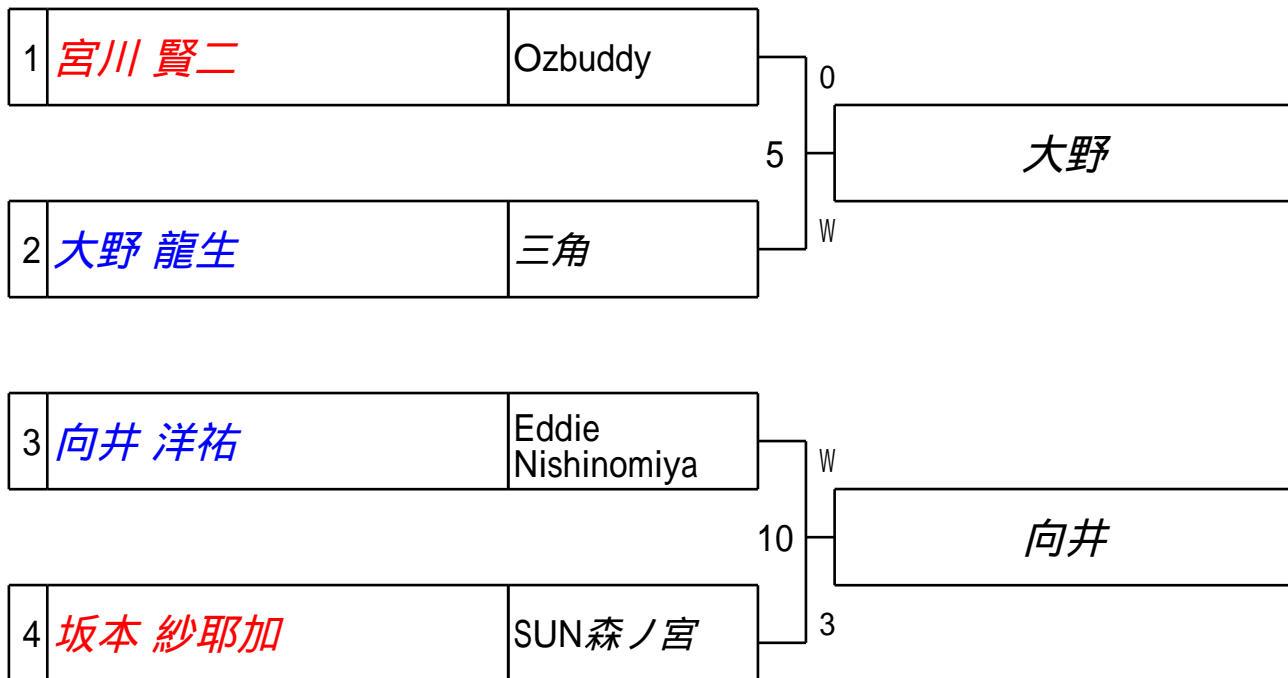 1 宮川 賢二 Ozbuddy
0
5
大野
W
2 大野 龍生 三角
3 向井 洋祐 Eddie
Nishinomiya
W
10
向井
3
4 坂本 紗耶加 SUN森ノ宮